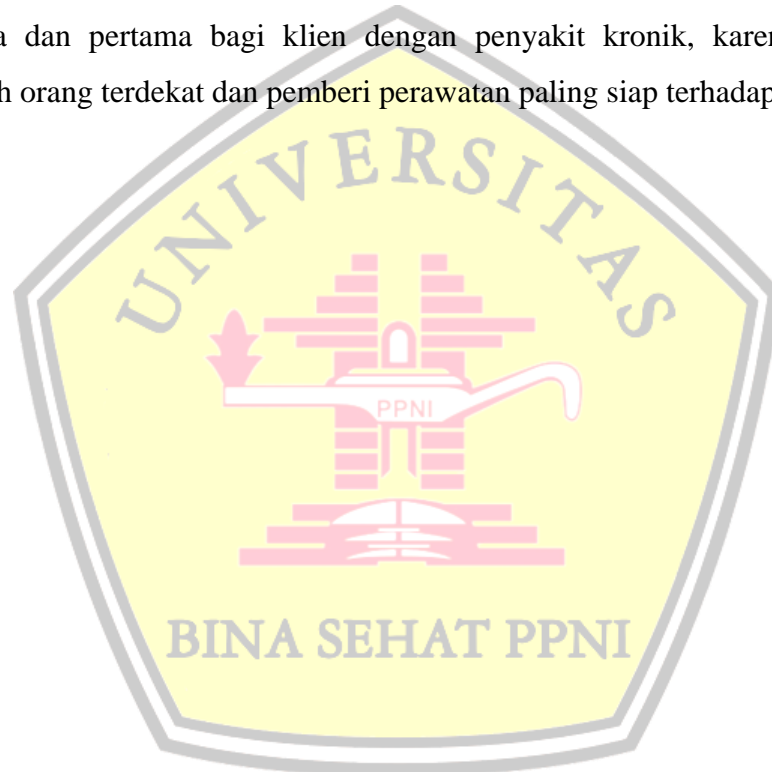 a dan pertama bagi klien dengan penyakit kronik, karen
h orang terdekat dan pemberi perawatan paling siap terhadap
UNIVERSITAS
PPNI
BINA SEHAT PPNI